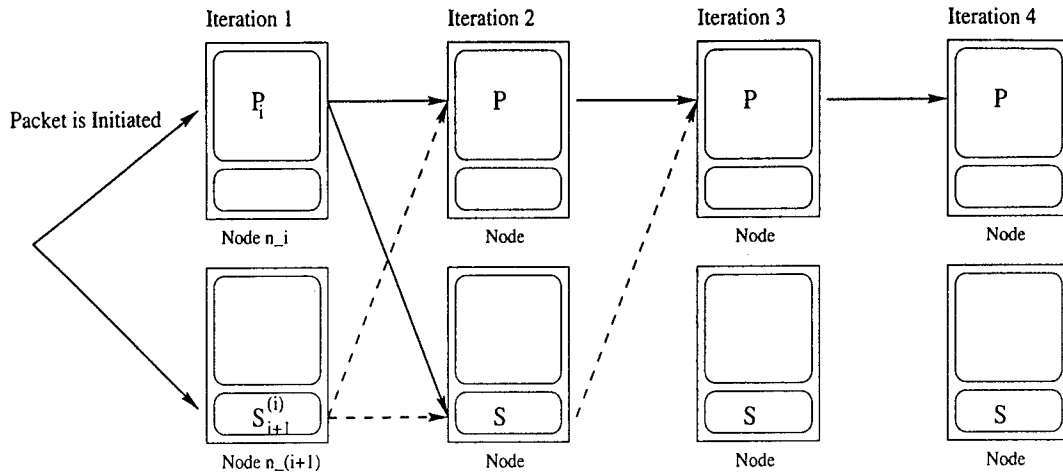 Iteration 1 Iteration 2 Iteration 3 Iteration 4
Packet is Initiated
P_i P P P
Node n_i Node Node Node
S_{i+1}^{(i)} S S S
Node n_(i+1) Node Node Node